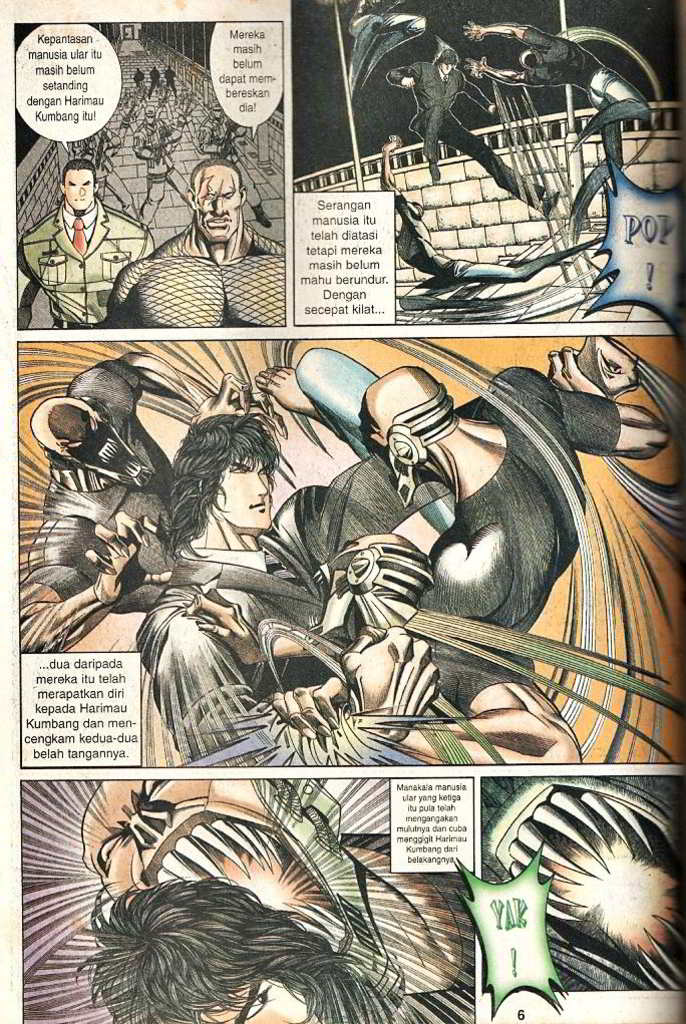 Kepantasan
manusia ular itu
masih belum
setanding
dengan Harimau
Kumbang itu!
Mereka
masih
belum
dapat mem-
bereskan
dia!
Serangan
manusia itu
telah diatasi
tetapi mereka
masih belum
mahu berundur.
Dengan
secepat kilat...
POP
!
...dua daripada
mereka itu telah
merapatkan diri
kepada Harimau
Kumbang dan men-
cengkam kedua-dua
belah tangannya.
Manakala manusia
ular yang ketiga
itu pula telah
mengangakan
mulutnya dan cuba
menggigit Harimau
Kumbang dari
belakangnya.
YAK
!
6